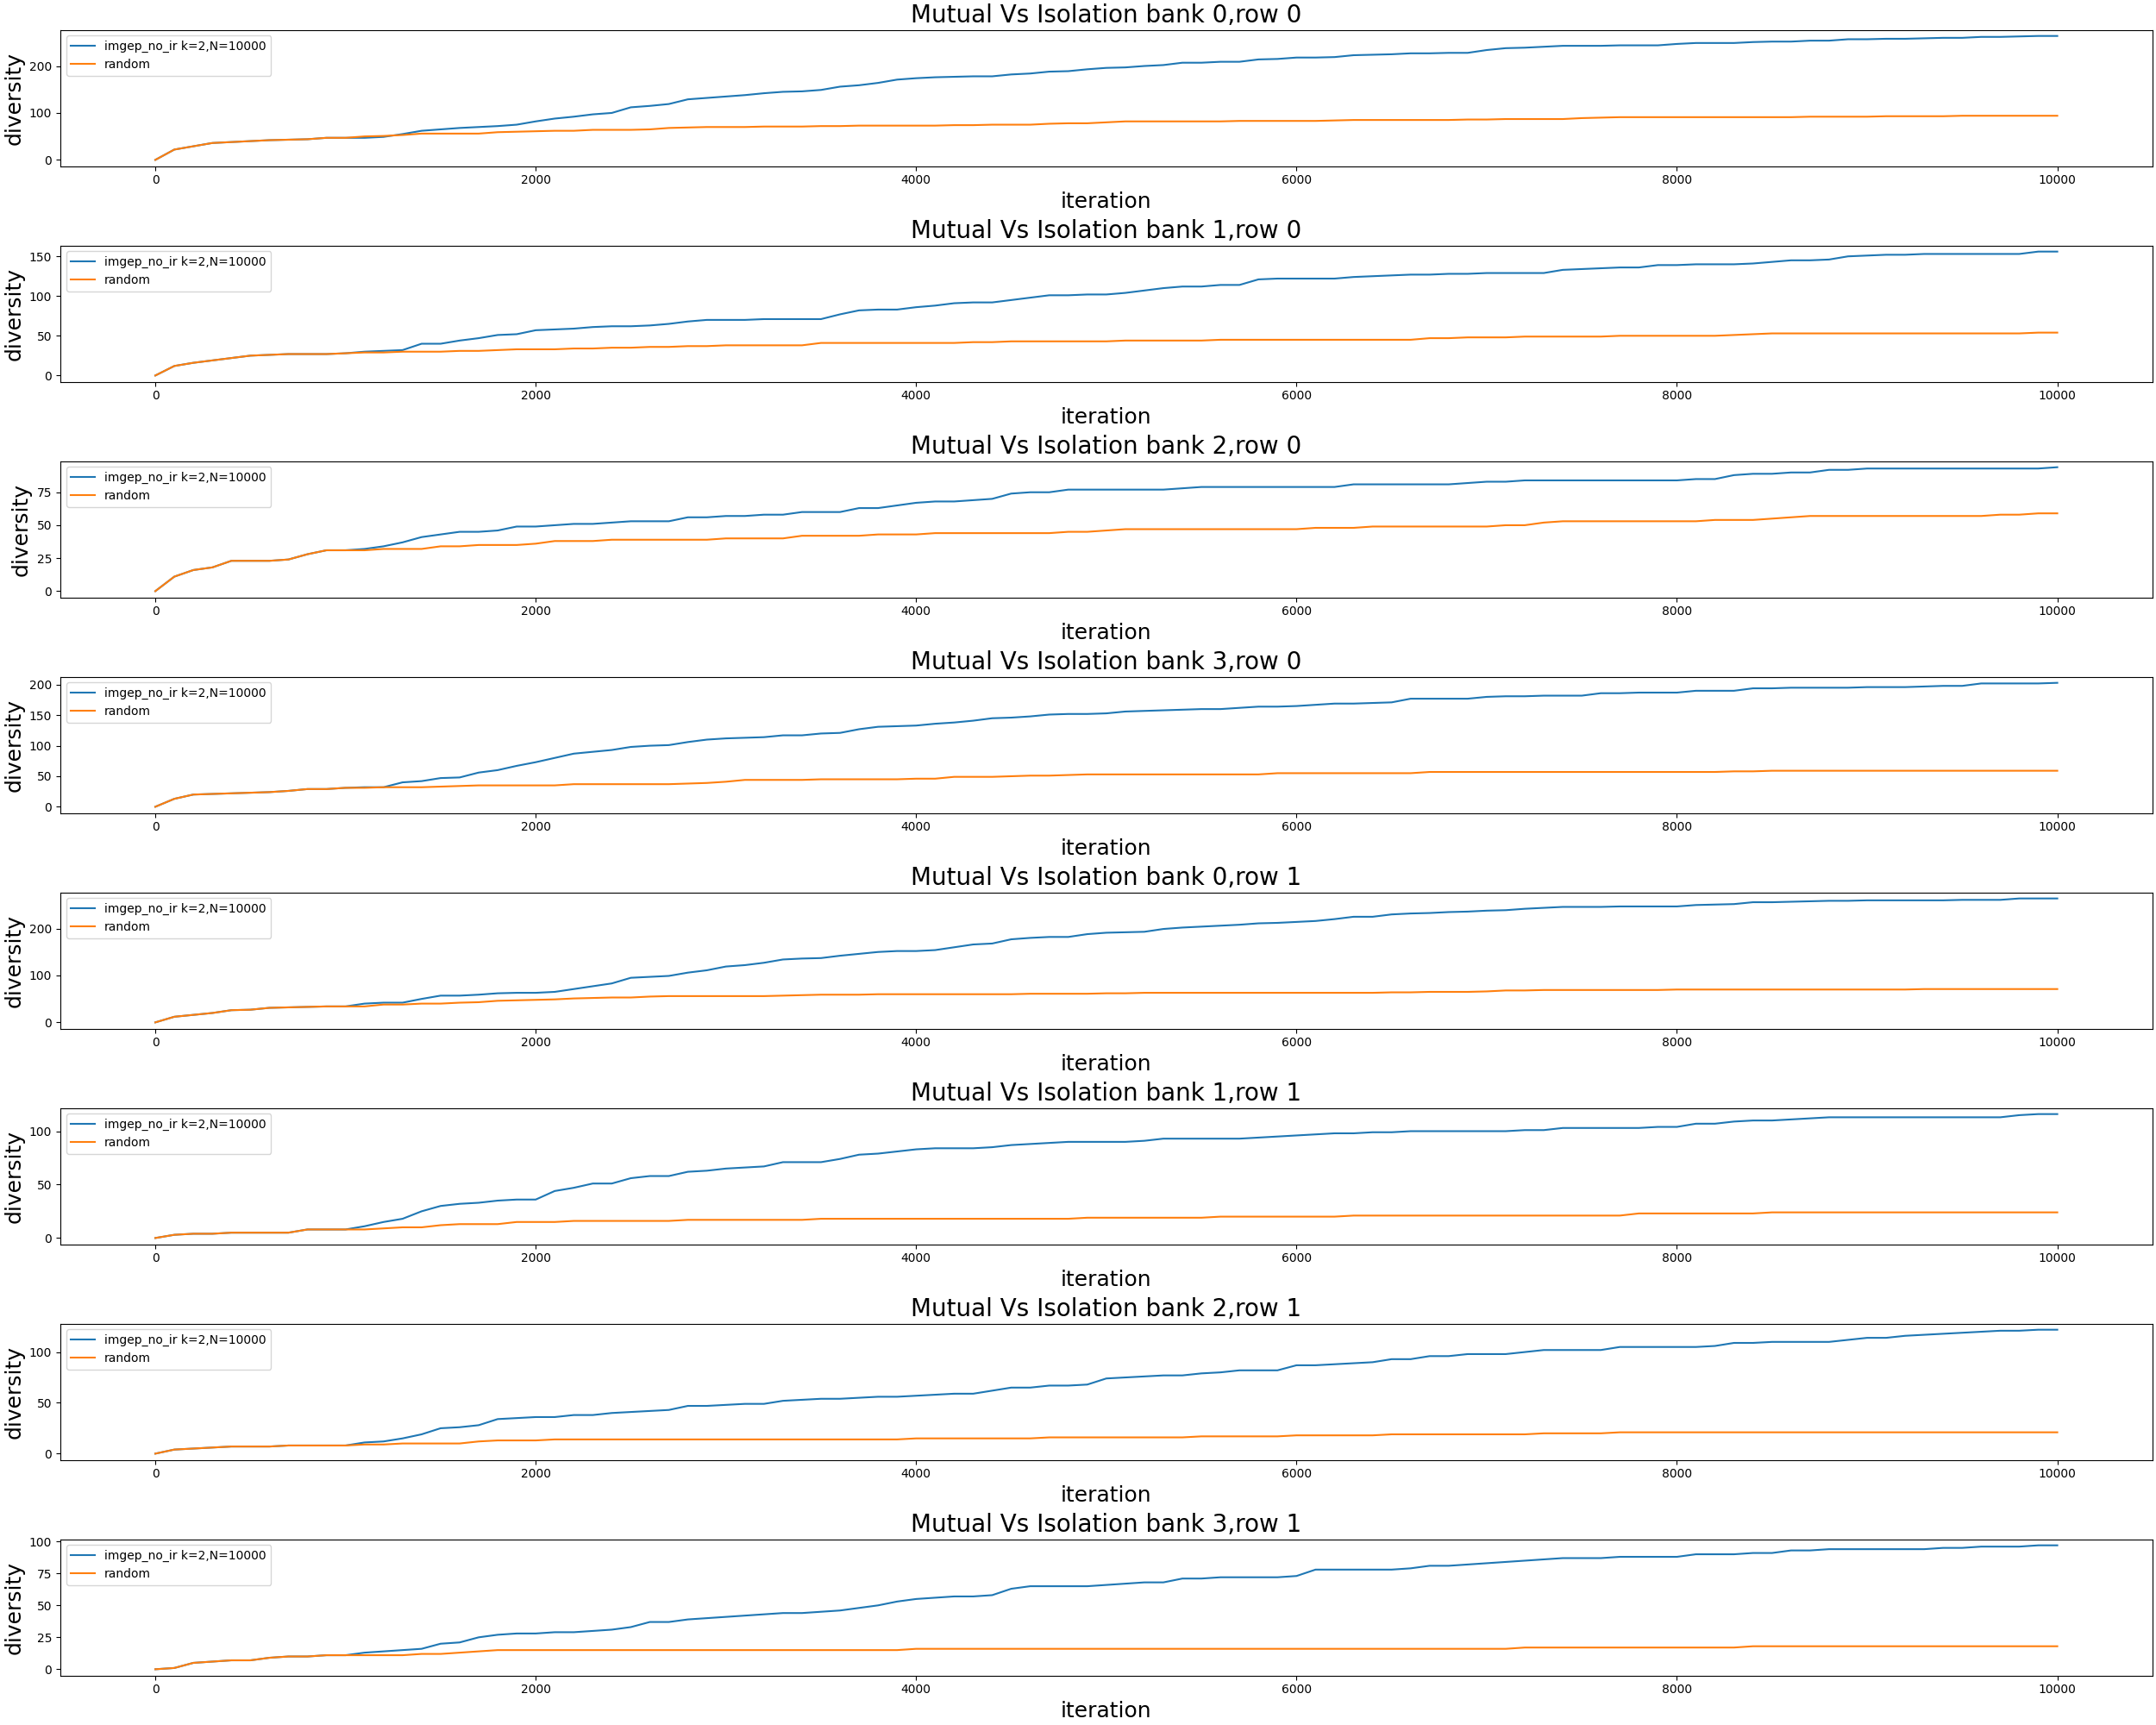 Mutual Vs Isolation bank 0,row 0
diversity
200
100
0
imgep_no_ir k=2,N=10000
random
0 2000 4000 6000 8000 10000
iteration
Mutual Vs Isolation bank 1,row 0
diversity
150
100
50
0
imgep_no_ir k=2,N=10000
random
0 2000 4000 6000 8000 10000
iteration
Mutual Vs Isolation bank 2,row 0
diversity
75
50
25
0
imgep_no_ir k=2,N=10000
random
0 2000 4000 6000 8000 10000
iteration
Mutual Vs Isolation bank 3,row 0
diversity
200
150
100
50
0
imgep_no_ir k=2,N=10000
random
0 2000 4000 6000 8000 10000
iteration
Mutual Vs Isolation bank 0,row 1
diversity
200
100
0
imgep_no_ir k=2,N=10000
random
0 2000 4000 6000 8000 10000
iteration
Mutual Vs Isolation bank 1,row 1
diversity
100
50
0
imgep_no_ir k=2,N=10000
random
0 2000 4000 6000 8000 10000
iteration
Mutual Vs Isolation bank 2,row 1
diversity
100
50
0
imgep_no_ir k=2,N=10000
random
0 2000 4000 6000 8000 10000
iteration
Mutual Vs Isolation bank 3,row 1
diversity
100
75
50
25
0
imgep_no_ir k=2,N=10000
random
0 2000 4000 6000 8000 10000
iteration